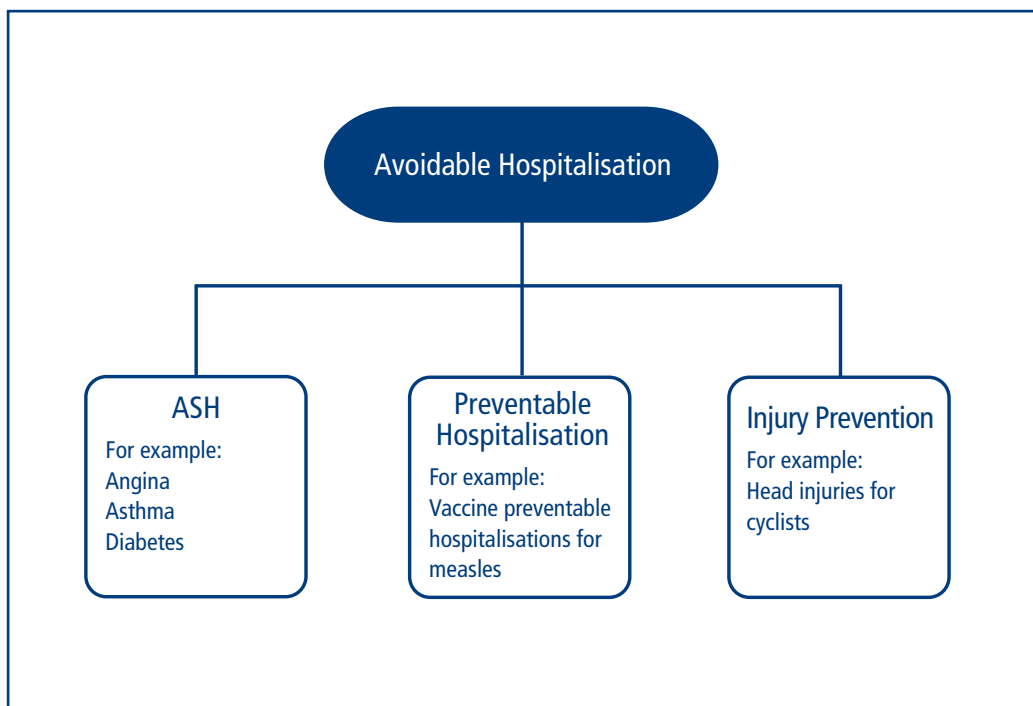 Avoidable Hospitalisation
ASH
For example:
Angina
Asthma
Diabetes
Preventable
Hospitalisation
For example:
Vaccine preventable
hospitalisations for
measles
Injury Prevention
For example:
Head injuries for
cyclists